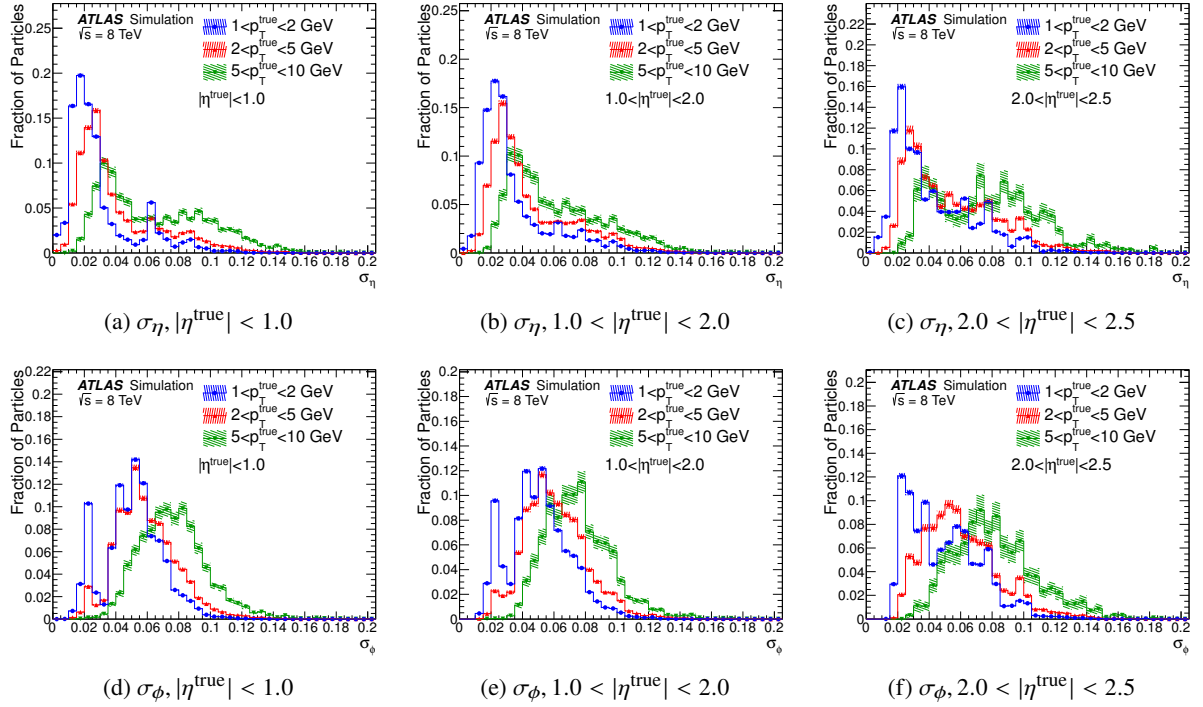 Fraction of Particles
ATLAS Simulation
√s = 8 TeV
1<p_T^true<2 GeV
2<p_T^true<5 GeV
5<p_T^true<10 GeV
|η^true|<1.0
0.25
0.2
0.15
0.1
0.05
0
0 0.02 0.04 0.06 0.08 0.1 0.12 0.14 0.16 0.18 0.2
σ_η
(a) σ_η, |η^true| < 1.0
Fraction of Particles
ATLAS Simulation
√s = 8 TeV
1<p_T^true<2 GeV
2<p_T^true<5 GeV
5<p_T^true<10 GeV
1.0<|η^true|<2.0
0.25
0.2
0.15
0.1
0.05
0
0 0.02 0.04 0.06 0.08 0.1 0.12 0.14 0.16 0.18 0.2
σ_η
(b) σ_η, 1.0 < |η^true| < 2.0
Fraction of Particles
ATLAS Simulation
√s = 8 TeV
1<p_T^true<2 GeV
2<p_T^true<5 GeV
5<p_T^true<10 GeV
2.0<|η^true|<2.5
0.22
0.2
0.18
0.16
0.14
0.12
0.1
0.08
0.06
0.04
0.02
0
0 0.02 0.04 0.06 0.08 0.1 0.12 0.14 0.16 0.18 0.2
σ_η
(c) σ_η, 2.0 < |η^true| < 2.5
Fraction of Particles
ATLAS Simulation
√s = 8 TeV
1<p_T^true<2 GeV
2<p_T^true<5 GeV
5<p_T^true<10 GeV
|η^true|<1.0
0.22
0.2
0.18
0.16
0.14
0.12
0.1
0.08
0.06
0.04
0.02
0
0 0.02 0.04 0.06 0.08 0.1 0.12 0.14 0.16 0.18 0.2
σ_ϕ
(d) σ_ϕ, |η^true| < 1.0
Fraction of Particles
ATLAS Simulation
√s = 8 TeV
1<p_T^true<2 GeV
2<p_T^true<5 GeV
5<p_T^true<10 GeV
1.0<|η^true|<2.0
0.2
0.18
0.16
0.14
0.12
0.1
0.08
0.06
0.04
0.02
0
0 0.02 0.04 0.06 0.08 0.1 0.12 0.14 0.16 0.18 0.2
σ_ϕ
(e) σ_ϕ, 1.0 < |η^true| < 2.0
Fraction of Particles
ATLAS Simulation
√s = 8 TeV
1<p_T^true<2 GeV
2<p_T^true<5 GeV
5<p_T^true<10 GeV
2.0<|η^true|<2.5
0.2
0.18
0.16
0.14
0.12
0.1
0.08
0.06
0.04
0.02
0
0 0.02 0.04 0.06 0.08 0.1 0.12 0.14 0.16 0.18 0.2
σ_ϕ
(f) σ_ϕ, 2.0 < |η^true| < 2.5